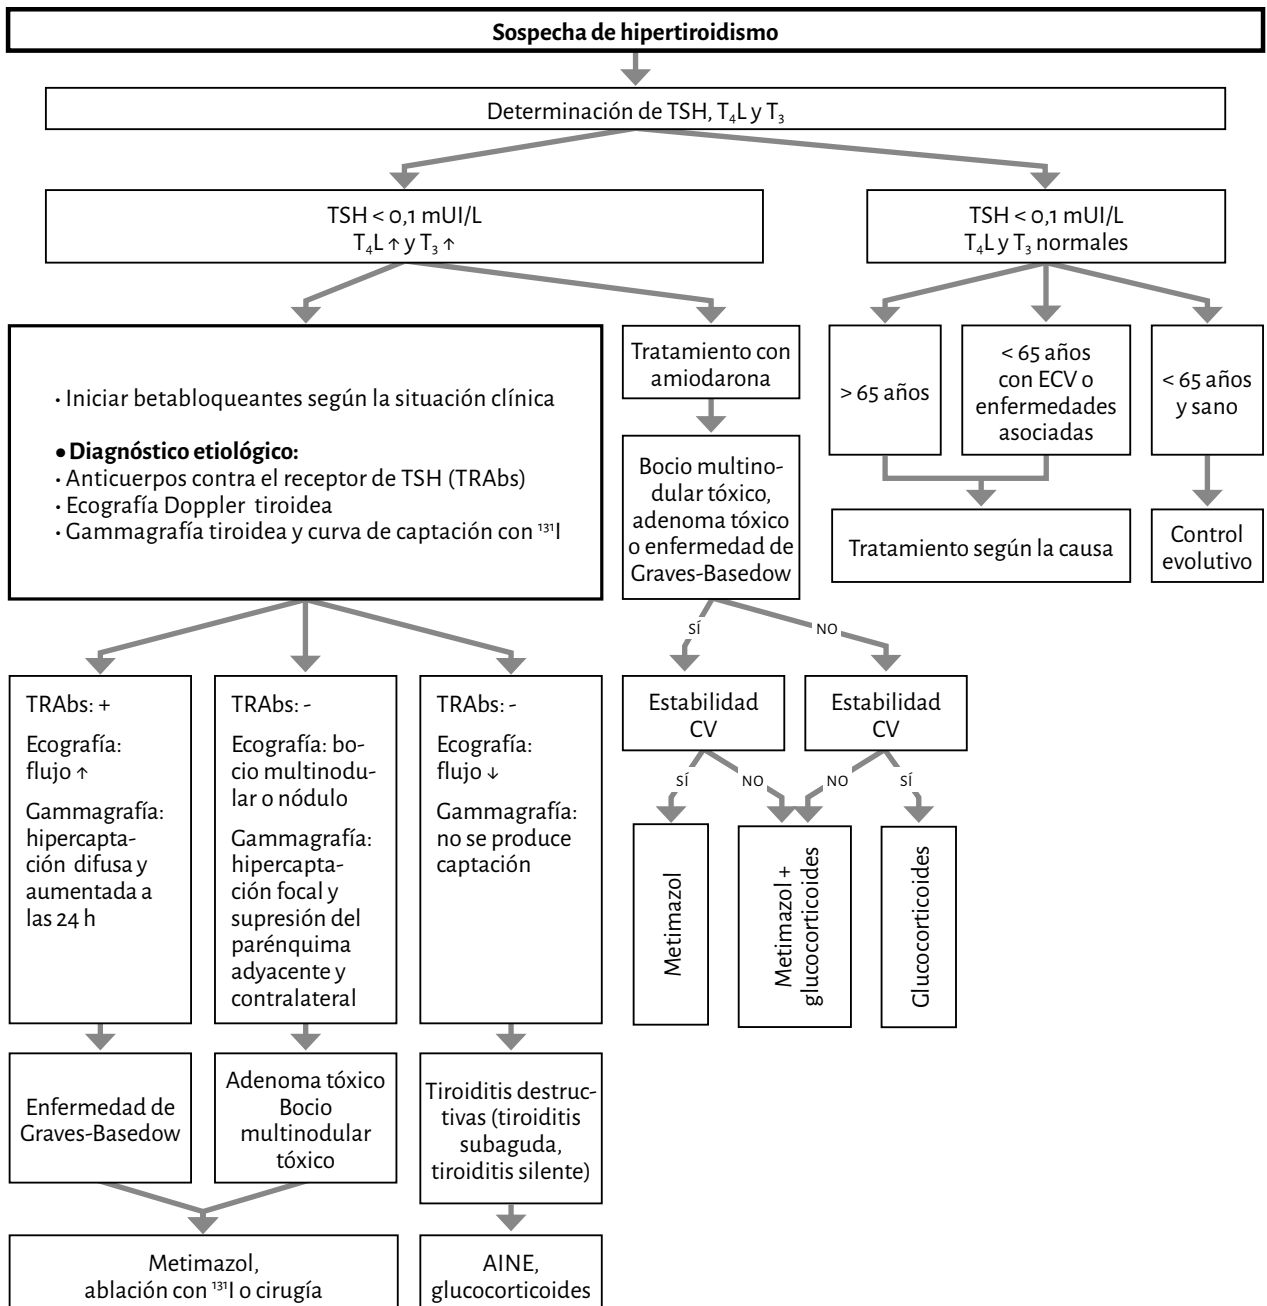 Sospecha de hipertiroidismo
Determinación de TSH, T₄L y T₃
TSH < 0,1 mUI/L
T₄L ↑ y T₃ ↑
TSH < 0,1 mUI/L
T₄L y T₃ normales
• Iniciar betabloqueantes según la situación clínica
• Diagnóstico etiológico:
• Anticuerpos contra el receptor de TSH (TRAbs)
• Ecografía Doppler tiroidea
• Gammagrafía tiroidea y curva de captación con ¹³¹I
Tratamiento con
amiodarona
> 65 años
< 65 años
con ECV o
enfermedades
asociadas
< 65 años
y sano
Bocio multino-
dular tóxico,
adenoma tóxico
o enfermedad de
Graves-Basedow
Tratamiento según la causa
Control
evolutivo
SÍ
NO
TRAbs: +
Ecografía:
flujo ↑
Gammagrafía:
hipercapta-
ción difusa y
aumentada a
las 24 h
TRAbs: -
Ecografía: bo-
cio multinodu-
lar o nódulo
Gammagrafía:
hipercapta-
ción focal y
supresión del
parénquima
adyacente y
contralateral
TRAbs: -
Ecografía:
flujo ↓
Gammagrafía:
no se produce
captación
Estabilidad
CV
Estabilidad
CV
SÍ
NO
NO
SÍ
Metimazol
Metimazol +
glucocorticoides
Glucocorticoides
Enfermedad de
Graves-Basedow
Adenoma tóxico
Bocio
multinodular
tóxico
Tiroiditis destruc-
tivas (tiroiditis
subaguda,
tiroiditis silente)
Metimazol,
ablación con ¹³¹I o cirugía
AINE,
glucocorticoides